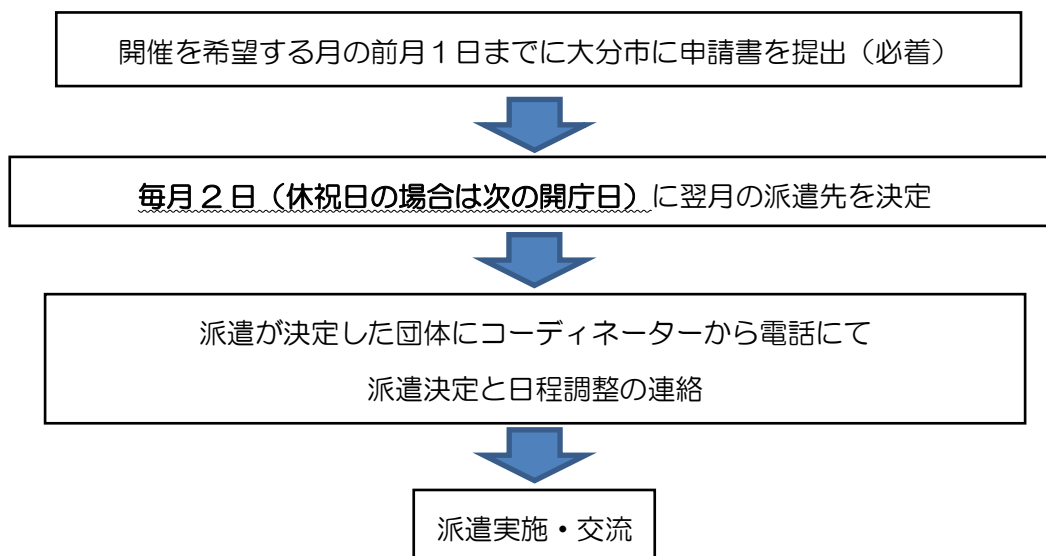 開催を希望する月の前月１日までに大分市に申請書を提出（必着）
毎月２日（休祝日の場合は次の開庁日）に翌月の派遣先を決定
派遣が決定した団体にコーディネーターから電話にて
派遣決定と日程調整の連絡
派遣実施・交流